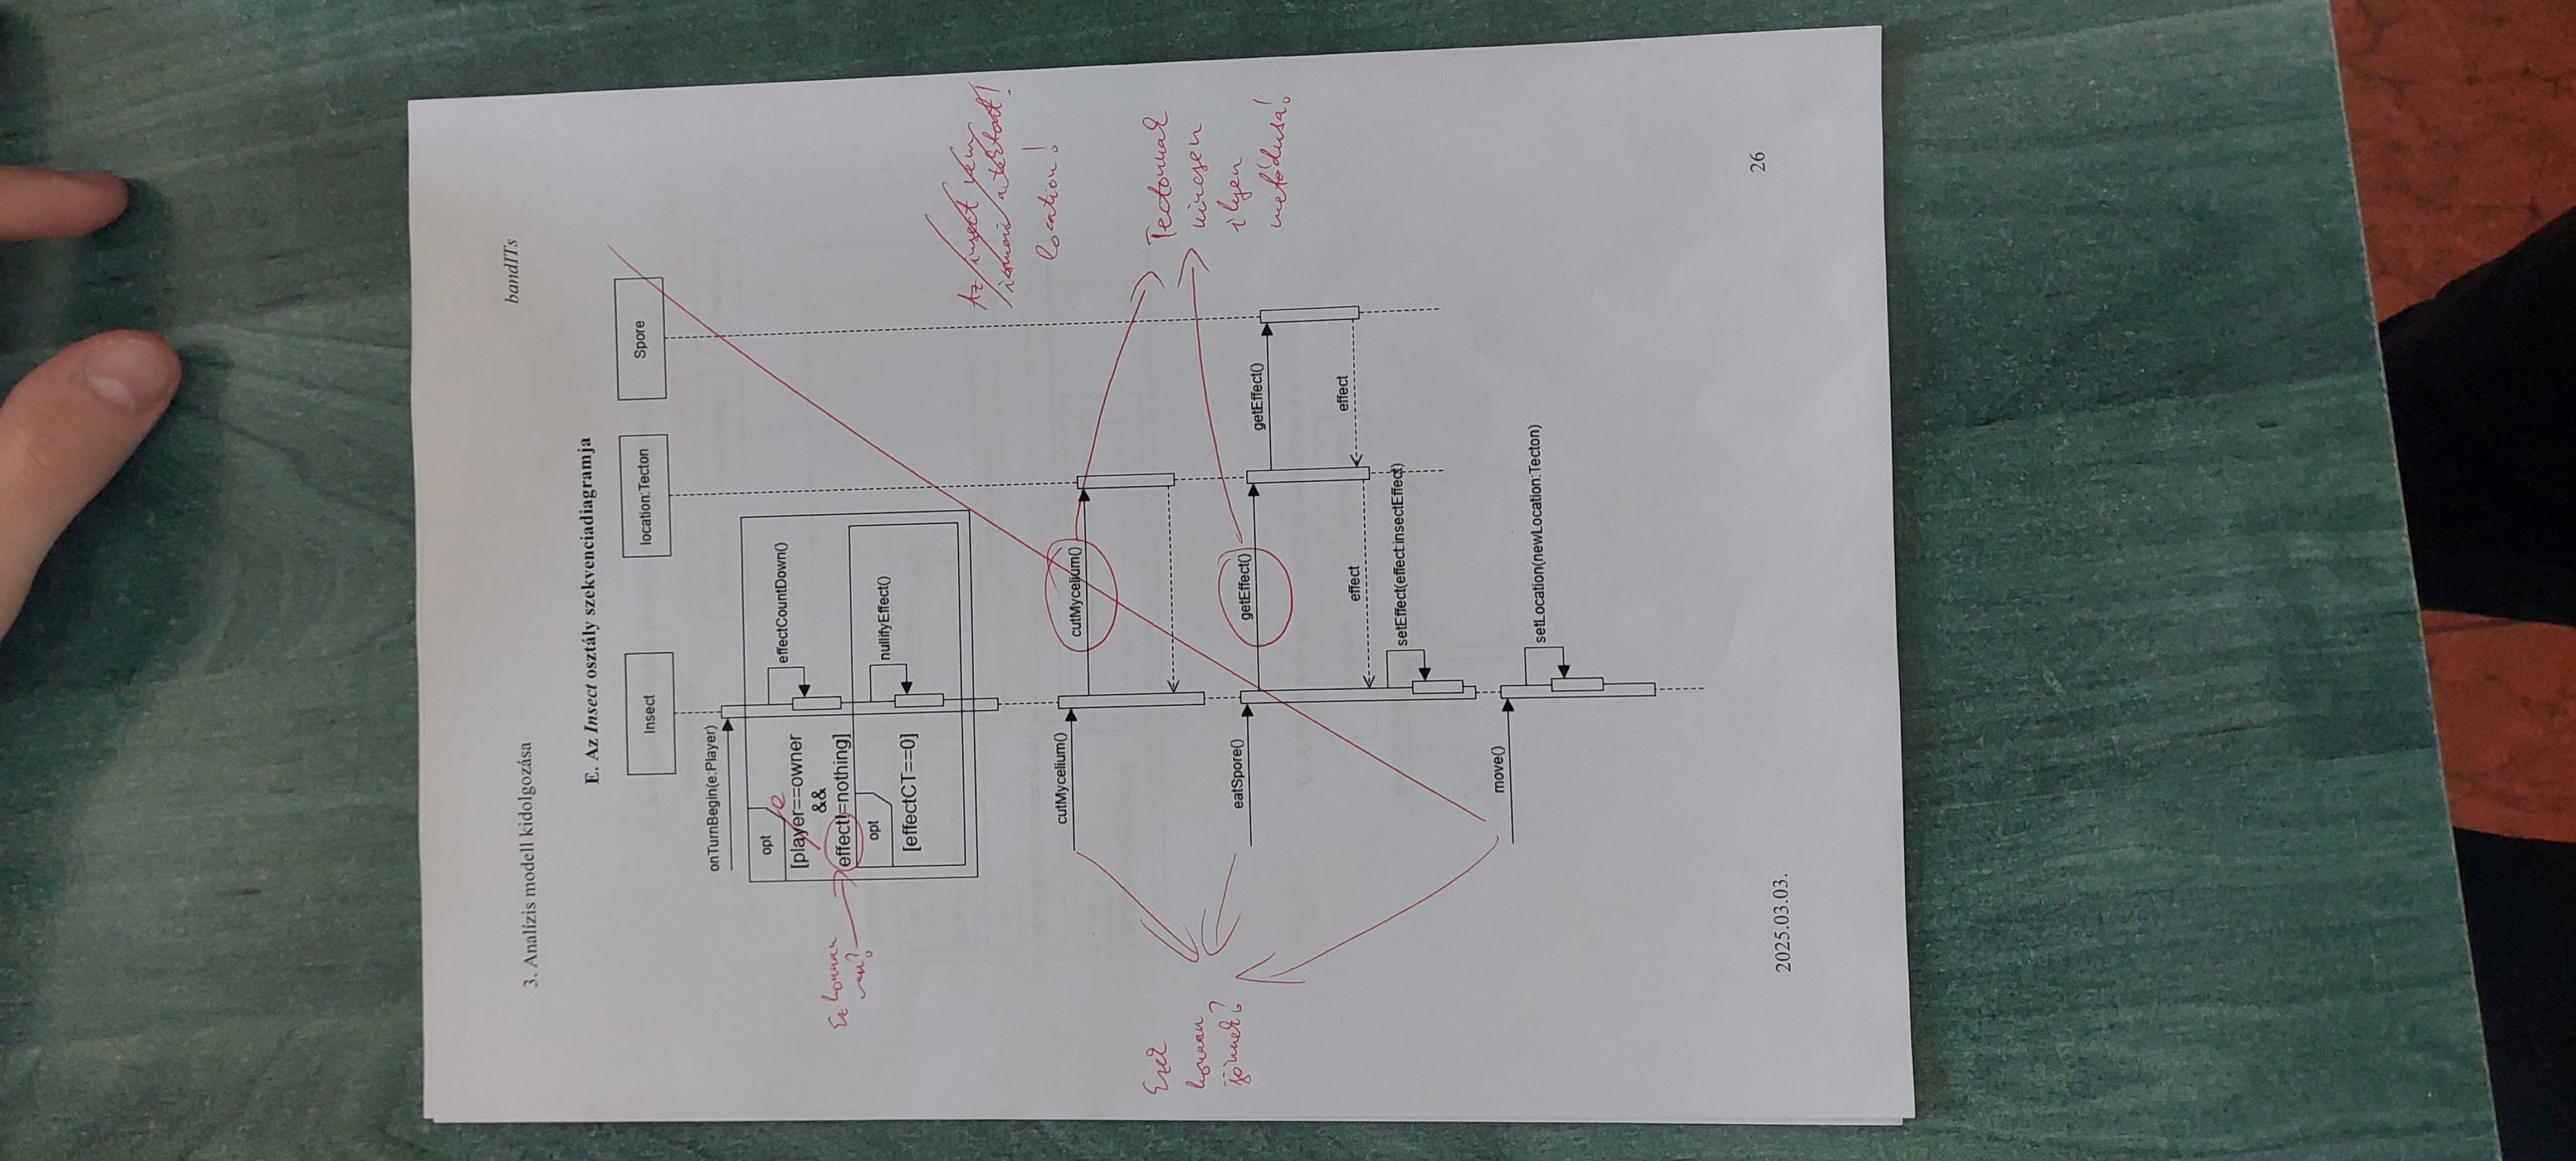 3. Analízis modell kidolgozása
bandITs
E. Az Insect osztály szekvenciadiagramja
Insect
location:Tecton
Spore
onTurnBegin(e:Player)
opt
effectCountDown()
e
[player==owner
&&
effect!=nothing]
Ez honnan
van?
opt
nullifyEffect()
[effectCT==0]
Az insect nem
ismeri a tektont!
location!
cutMycelium()
cutMycelium()
Ezek
honnan
jönnek?
Tectonnak
nincsen
ilyen
metódusa!
eatSpore()
getEffect()
getEffect()
effect
effect
setEffect(effect:insectEffect)
move()
setLocation(newLocation:Tecton)
2025.03.03.
26